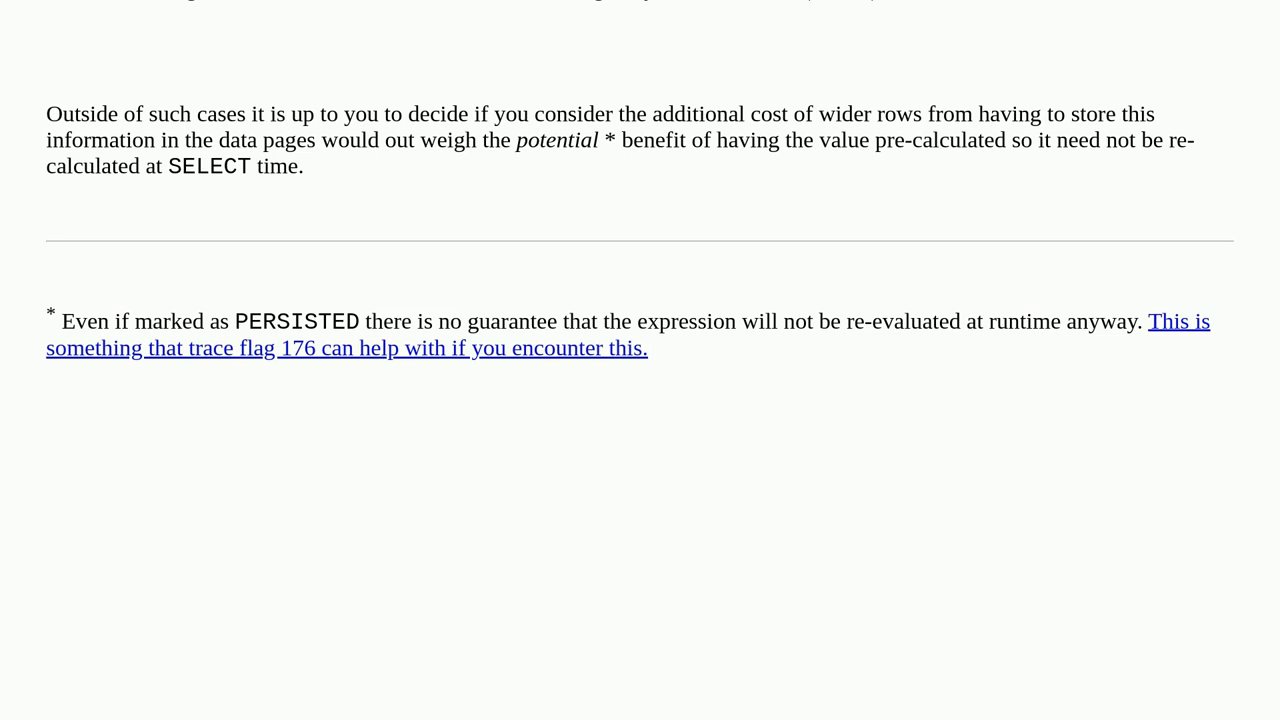 Outside of such cases it is up to you to decide if you consider the additional cost of wider rows from having to store this
information in the data pages would out weigh the potential * benefit of having the value pre-calculated so it need not be re-
calculated at SELECT time.
* Even if marked as PERSISTED there is no guarantee that the expression will not be re-evaluated at runtime anyway. This is
something that trace flag 176 can help with if you encounter this.